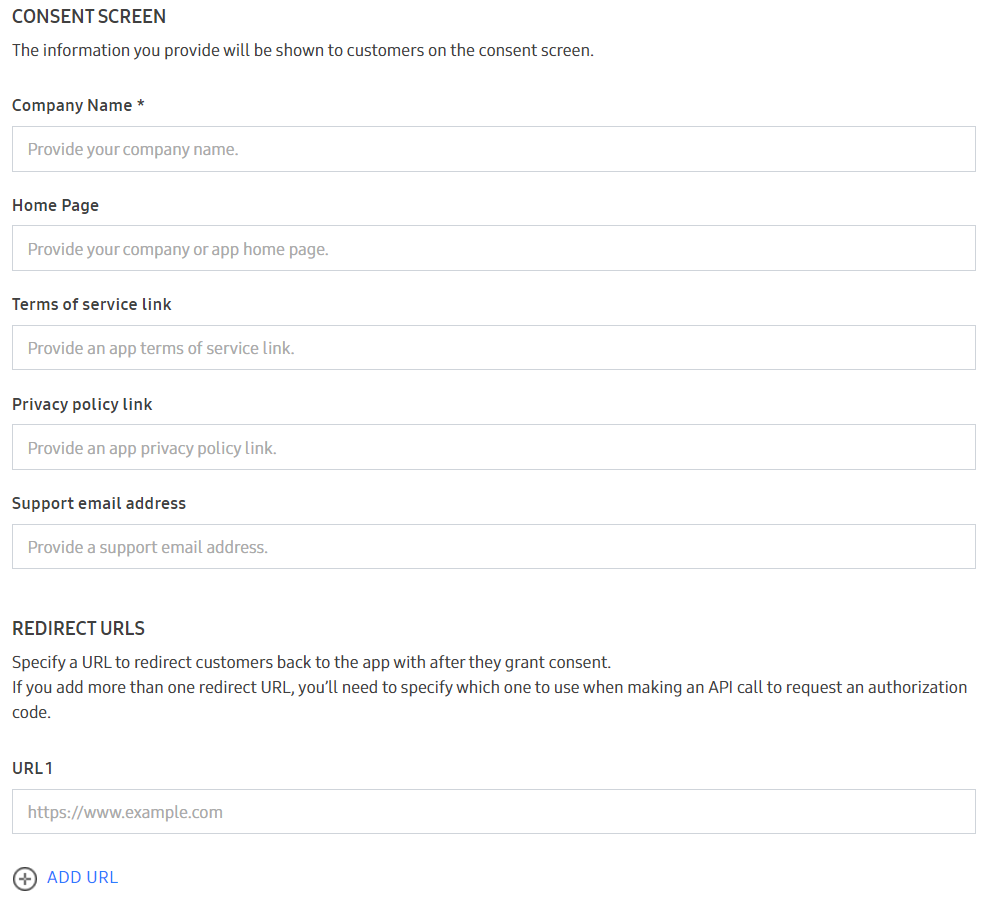 CONSENT SCREEN
The information you provide will be shown to customers on the consent screen.
Company Name *
Provide your company name.
Home Page
Provide your company or app home page.
Terms of service link
Provide an app terms of service link.
Privacy policy link
Provide an app privacy policy link.
Support email address
Provide a support email address.
REDIRECT URLS
Specify a URL to redirect customers back to the app with after they grant consent.
If you add more than one redirect URL, you’ll need to specify which one to use when making an API call to request an authorization
code.
URL 1
https://www.example.com
ADD URL